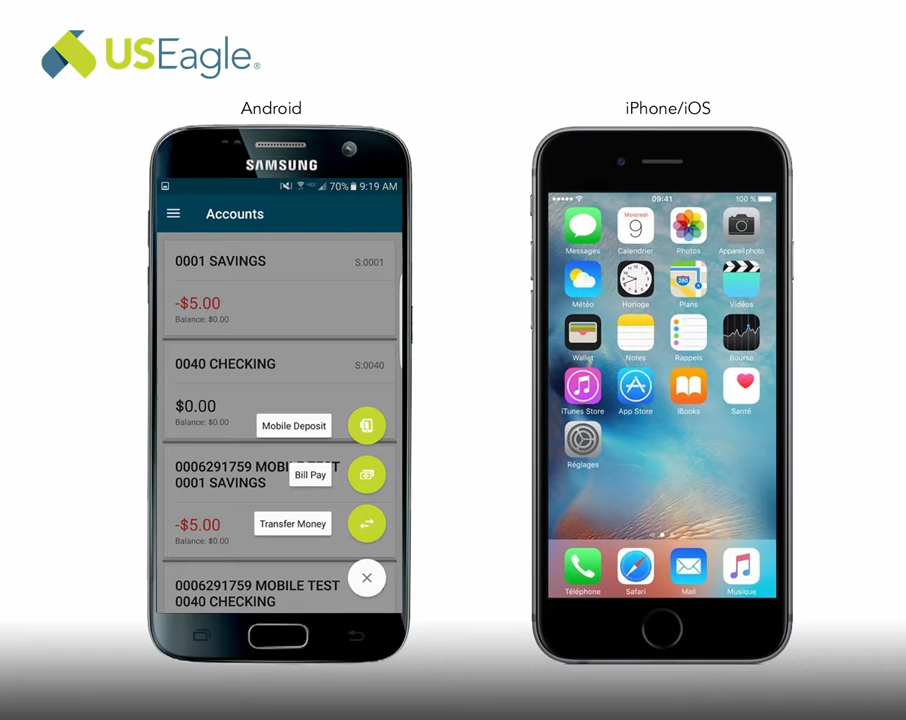 USEagle®
Android
iPhone/iOS
SAMSUNG
70% 9:19 AM
Accounts
0001 SAVINGS
S:0001
-$5.00
Balance: $0.00
0040 CHECKING
S:0040
$0.00
Balance: $0.00
Mobile Deposit
0006291759 MOBILE TEST
0001 SAVINGS
Bill Pay
-$5.00
Balance: $0.00
Transfer Money
0006291759 MOBILE TEST
0040 CHECKING
09:41
100 %
Mercredi
9
Messages
Calendrier
Photos
Appareil photo
280
Météo
Horloge
Plans
Vidéos
Wallet
Notes
Rappels
Bourse
iTunes Store
App Store
iBooks
Santé
Réglages
Téléphone
Safari
Mail
Musique